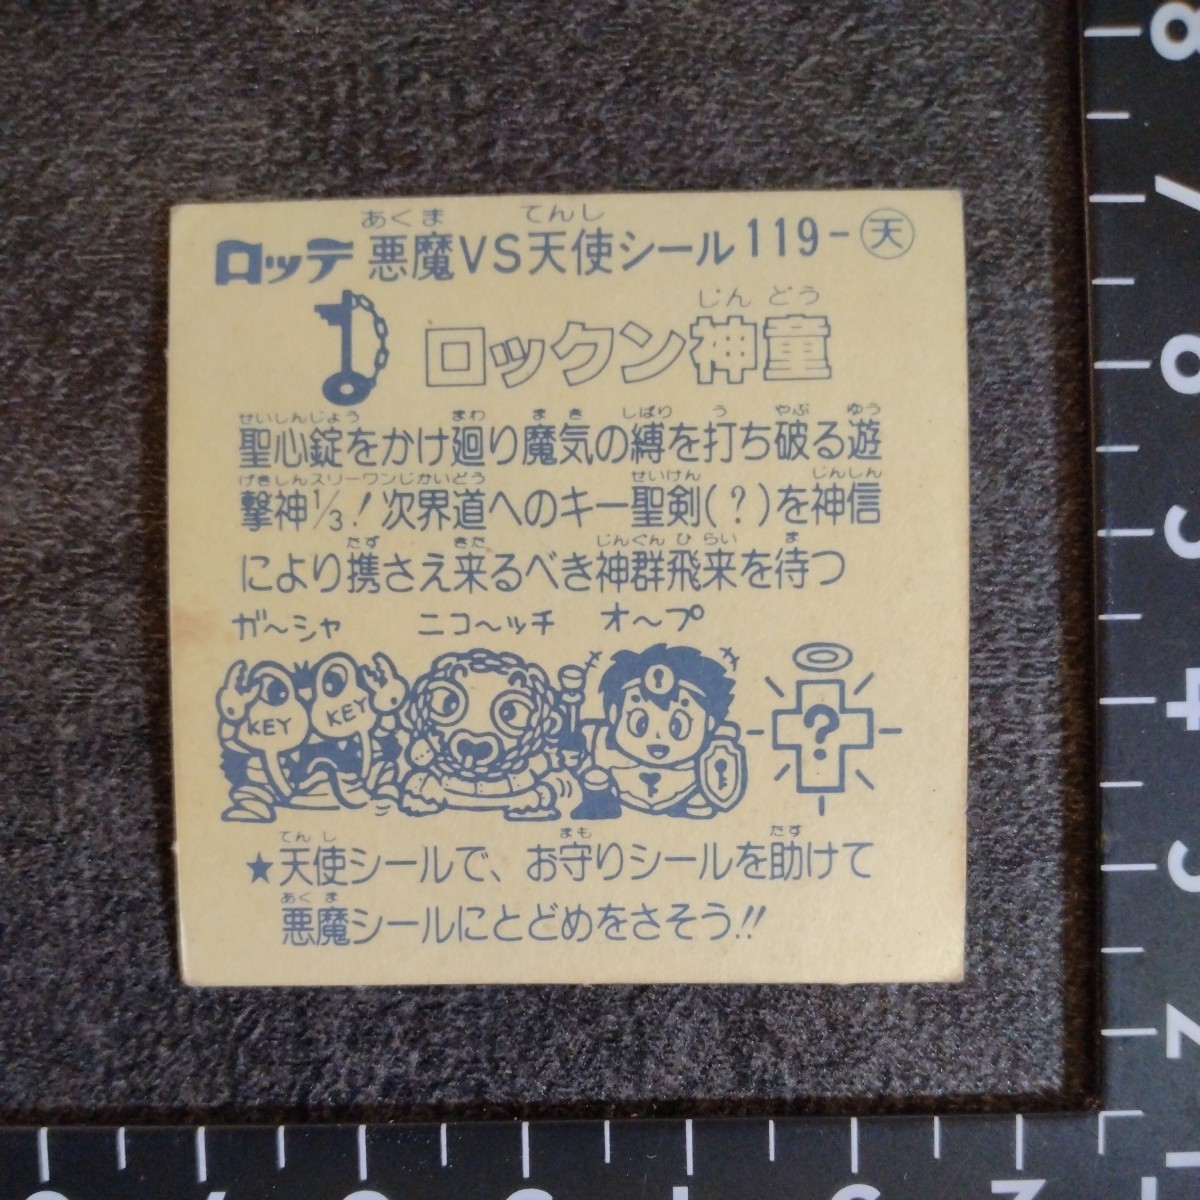 あくま てんし
ロッテ 悪魔VS天使シール 119-天
じん どう
ロックン神童
せいしんじょう まわ まき しばり う やぶ ゆう
聖心錠をかけ廻り魔気の縛を打ち破る遊
げきしんスリーワンじかいどう せいけん じんしん
撃神1/3!次界道へのキー聖剣(?)を神信
たず きた じんぐん ひらい ま
により携さえ来るべき神群飛来を待つ
ガ〜シャ ニコ〜ッチ オ〜プ
KEY KEY ?
てんし まも たす
★天使シールで、お守りシールを助けて
あくま
悪魔シールにとどめをさそう!!
8
7
6
5
4
3
2